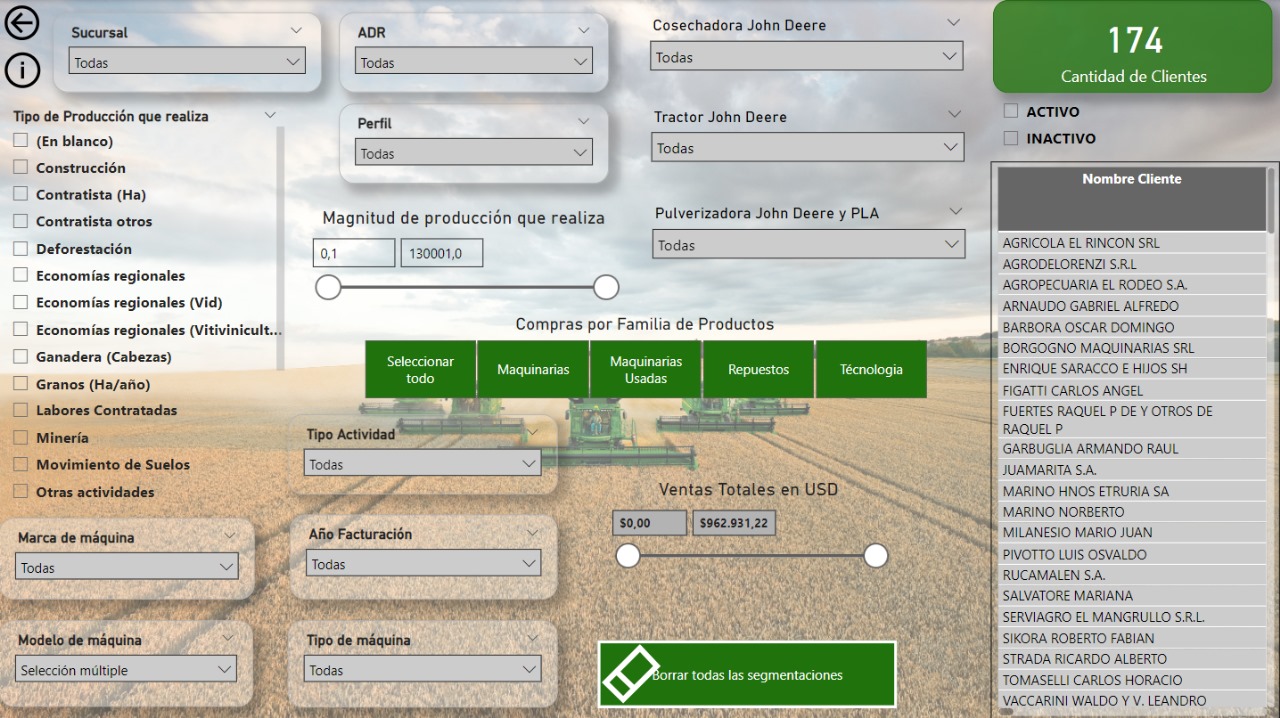 Sucursal
Todas
ADR
Todas
Cosechadora John Deere
Todas
174
Cantidad de Clientes
i
Tipo de Producción que realiza
(En blanco)
Construcción
Contratista (Ha)
Contratista otros
Deforestación
Economías regionales
Economías regionales (Vid)
Economías regionales (Vitivinicult...
Ganadera (Cabezas)
Granos (Ha/año)
Labores Contratadas
Minería
Movimiento de Suelos
Otras actividades
Perfil
Todas
Tractor John Deere
Todas
ACTIVO
INACTIVO
Magnitud de producción que realiza
0,1
130001,0
Pulverizadora John Deere y PLA
Todas
Compras por Familia de Productos
Seleccionar
todo
Maquinarias
Maquinarias
Usadas
Repuestos
Técnologia
Tipo Actividad
Todas
Ventas Totales en USD
$0,00
$962.931,22
Marca de máquina
Todas
Año Facturación
Todas
Modelo de máquina
Selección múltiple
Tipo de máquina
Todas
Borrar todas las segmentaciones
Nombre Cliente
AGRICOLA EL RINCON SRL
AGRODELORENZI S.R.L
AGROPECUARIA EL RODEO S.A.
ARNAUDO GABRIEL ALFREDO
BARBORA OSCAR DOMINGO
BORGOGNO MAQUINARIAS SRL
ENRIQUE SARACCO E HIJOS SH
FIGATTI CARLOS ANGEL
FUERTES RAQUEL P DE Y OTROS DE
RAQUEL P
GARBUGLIA ARMANDO RAUL
JUAMARITA S.A.
MARINO HNOS ETRURIA SA
MARINO NORBERTO
MILANESIO MARIO JUAN
PIVOTTO LUIS OSVALDO
RUCAMALEN S.A.
SALVATORE MARIANA
SERVIAGRO EL MANGRULLO S.R.L.
SIKORA ROBERTO FABIAN
STRADA RICARDO ALBERTO
TOMASELLI CARLOS HORACIO
VACCARINI WALDO Y V. LEANDRO